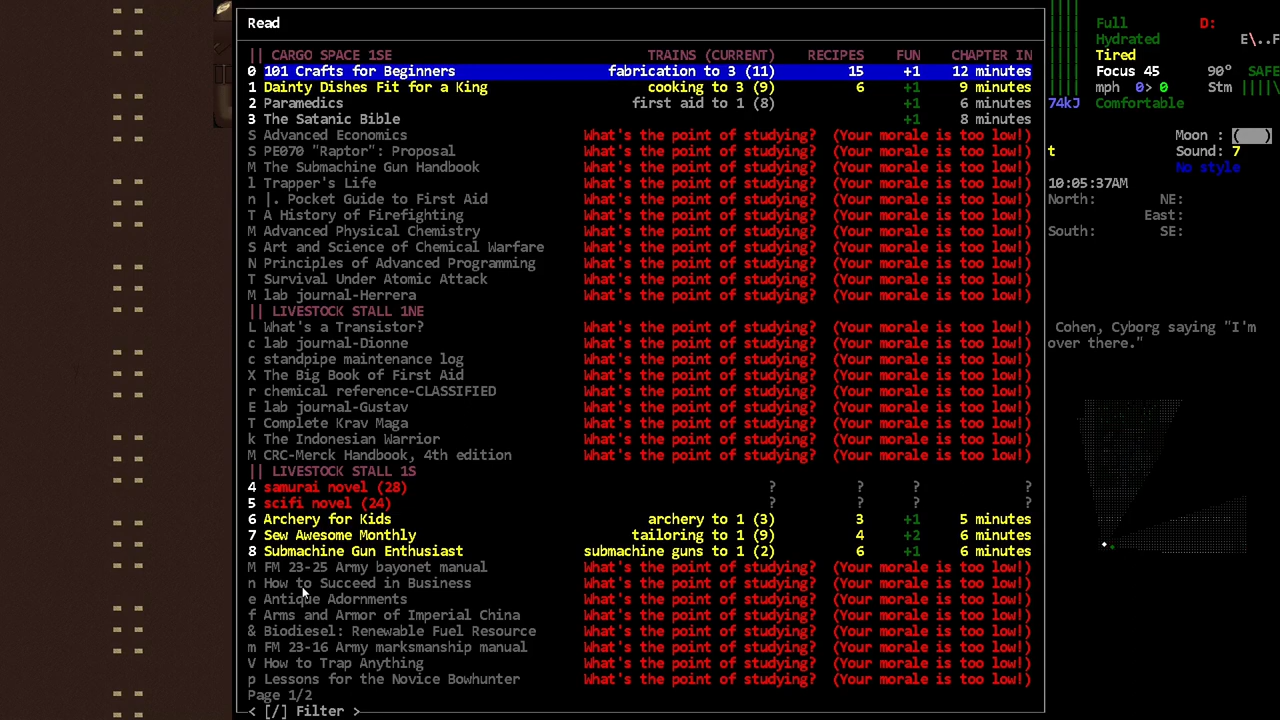 Read
|| CARGO SPACE 1SE TRAINS (CURRENT) RECIPES FUN CHAPTER IN
0 101 Crafts for Beginners fabrication to 3 (11) 15 +1 12 minutes
1 Dainty Dishes Fit for a King cooking to 3 (9) 6 +1 9 minutes
2 Paramedics first aid to 1 (8) +1 6 minutes
3 The Satanic Bible +1 8 minutes
S Advanced Economics What's the point of studying? (Your morale is too low!)
S PE070 "Raptor": Proposal What's the point of studying? (Your morale is too low!)
M The Submachine Gun Handbook What's the point of studying? (Your morale is too low!)
l Trapper's Life What's the point of studying? (Your morale is too low!)
n |. Pocket Guide to First Aid What's the point of studying? (Your morale is too low!)
T A History of Firefighting What's the point of studying? (Your morale is too low!)
M Advanced Physical Chemistry What's the point of studying? (Your morale is too low!)
S Art and Science of Chemical Warfare What's the point of studying? (Your morale is too low!)
N Principles of Advanced Programming What's the point of studying? (Your morale is too low!)
T Survival Under Atomic Attack What's the point of studying? (Your morale is too low!)
M lab journal-Herrera What's the point of studying? (Your morale is too low!)
|| LIVESTOCK STALL 1NE
L What's a Transistor? What's the point of studying? (Your morale is too low!)
c lab journal-Dionne What's the point of studying? (Your morale is too low!)
c standpipe maintenance log What's the point of studying? (Your morale is too low!)
X The Big Book of First Aid What's the point of studying? (Your morale is too low!)
r chemical reference-CLASSIFIED What's the point of studying? (Your morale is too low!)
E lab journal-Gustav What's the point of studying? (Your morale is too low!)
T Complete Krav Maga What's the point of studying? (Your morale is too low!)
k The Indonesian Warrior What's the point of studying? (Your morale is too low!)
M CRC-Merck Handbook, 4th edition What's the point of studying? (Your morale is too low!)
|| LIVESTOCK STALL 1S
4 samurai novel (28) ? ? ? ?
5 scifi novel (24) ? ? ? ?
6 Archery for Kids archery to 1 (3) 3 +1 5 minutes
7 Sew Awesome Monthly tailoring to 1 (9) 4 +2 6 minutes
8 Submachine Gun Enthusiast submachine guns to 1 (2) 6 +1 6 minutes
M FM 23-25 Army bayonet manual What's the point of studying? (Your morale is too low!)
n How to Succeed in Business What's the point of studying? (Your morale is too low!)
e Antique Adornments What's the point of studying? (Your morale is too low!)
f Arms and Armor of Imperial China What's the point of studying? (Your morale is too low!)
& Biodiesel: Renewable Fuel Resource What's the point of studying? (Your morale is too low!)
m FM 23-16 Army marksmanship manual What's the point of studying? (Your morale is too low!)
V How to Trap Anything What's the point of studying? (Your morale is too low!)
p Lessons for the Novice Bowhunter What's the point of studying? (Your morale is too low!)
Page 1/2
< [/] Filter >
Full D:
Hydrated E\..F
Tired
Focus 45 90° SAFE
mph 0> 0 Stm
74kJ Comfortable
Moon : ( )
t Sound: 7
No style
10:05:37AM
North: NE:
East:
South: SE:
Cohen, Cyborg saying "I'm
over there."